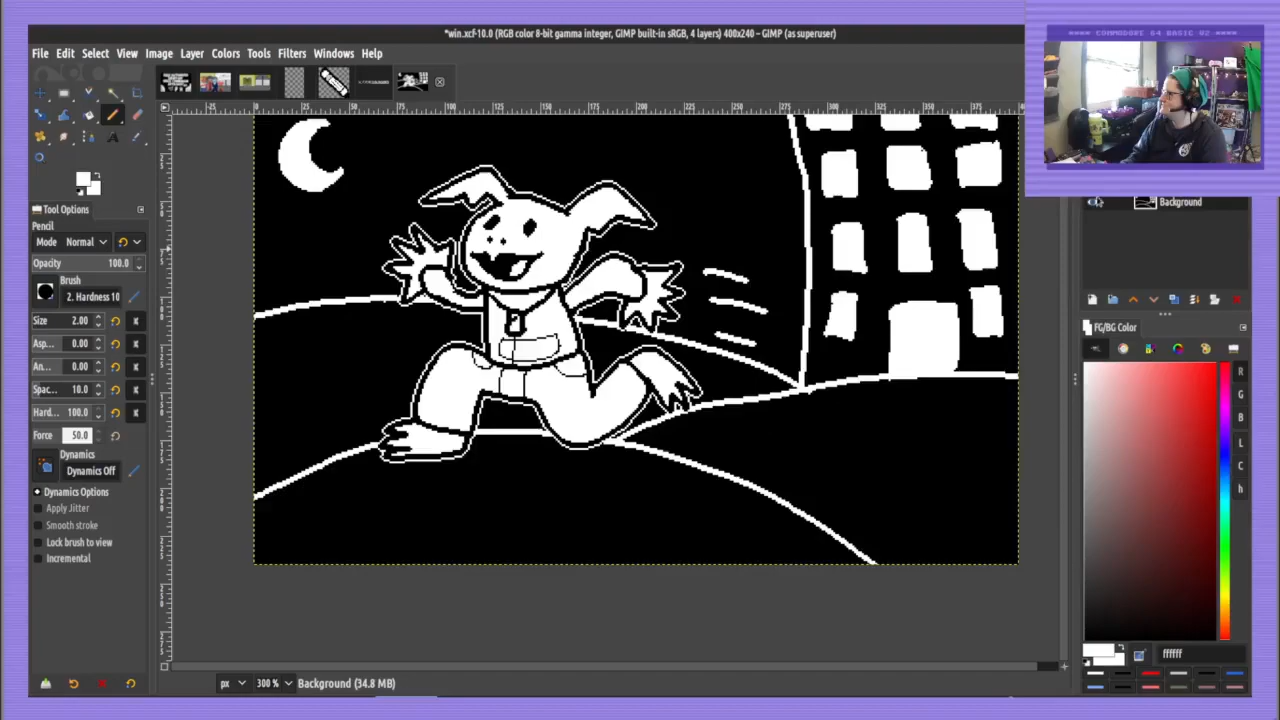 *win.xcf-10.0 (RGB color 8-bit gamma integer, GIMP built-in sRGB, 4 layers) 400x240 – GIMP (as superuser)
**** COMMODORE 64 BASIC V2 ****
File Edit Select View Image Layer Colors Tools Filters Windows Help
Tool Options
Pencil
Mode Normal
Opacity 100.0
Brush
2. Hardness 10
Size 2.00
Asp... 0.00
An... 0.00
Spac... 10.0
Hard... 100.0
Force 50.0
Dynamics
Dynamics Off
Dynamics Options
Apply Jitter
Smooth stroke
Lock brush to view
Incremental
px 300 % Background (34.8 MB)
Background
FG/BG Color
R
G
B
L
C
h
ffffff